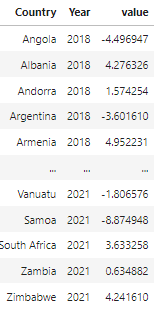 Country Year value
Angola 2018 -4.496947
Albania 2018 4.276326
Andorra 2018 1.574254
Argentina 2018 -3.601610
Armenia 2018 4.952231
... ... ...
Vanuatu 2021 -1.806576
Samoa 2021 -8.874948
South Africa 2021 3.633258
Zambia 2021 0.634882
Zimbabwe 2021 4.241610